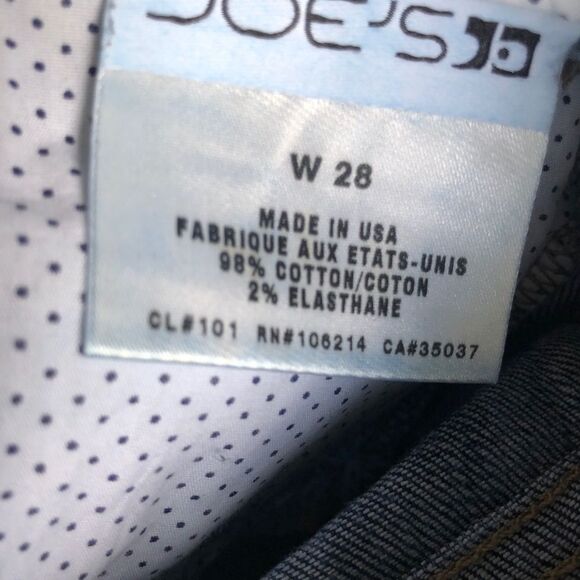 JOE'S
W 28
MADE IN USA
FABRIQUE AUX ETATS-UNIS
98% COTTON/COTON
2% ELASTHANE
CL#101 RN#106214 CA#35037